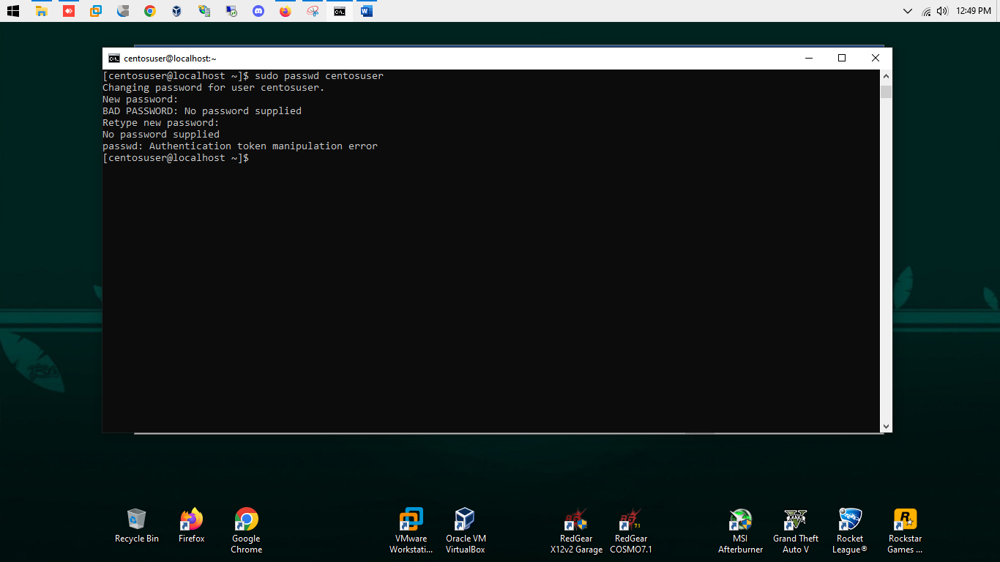 12:49 PM
centosuser@localhost:~
[centosuser@localhost ~]$ sudo passwd centosuser
Changing password for user centosuser.
New password:
BAD PASSWORD: No password supplied
Retype new password:
No password supplied
passwd: Authentication token manipulation error
[centosuser@localhost ~]$
Recycle Bin
Firefox
Google
Chrome
VMware
Workstati...
Oracle VM
VirtualBox
RedGear
X12v2 Garage
7.1
RedGear
COSMO7.1
MSI
Afterburner
Grand Theft
Auto V
Rocket
League®
Rockstar
Games ...